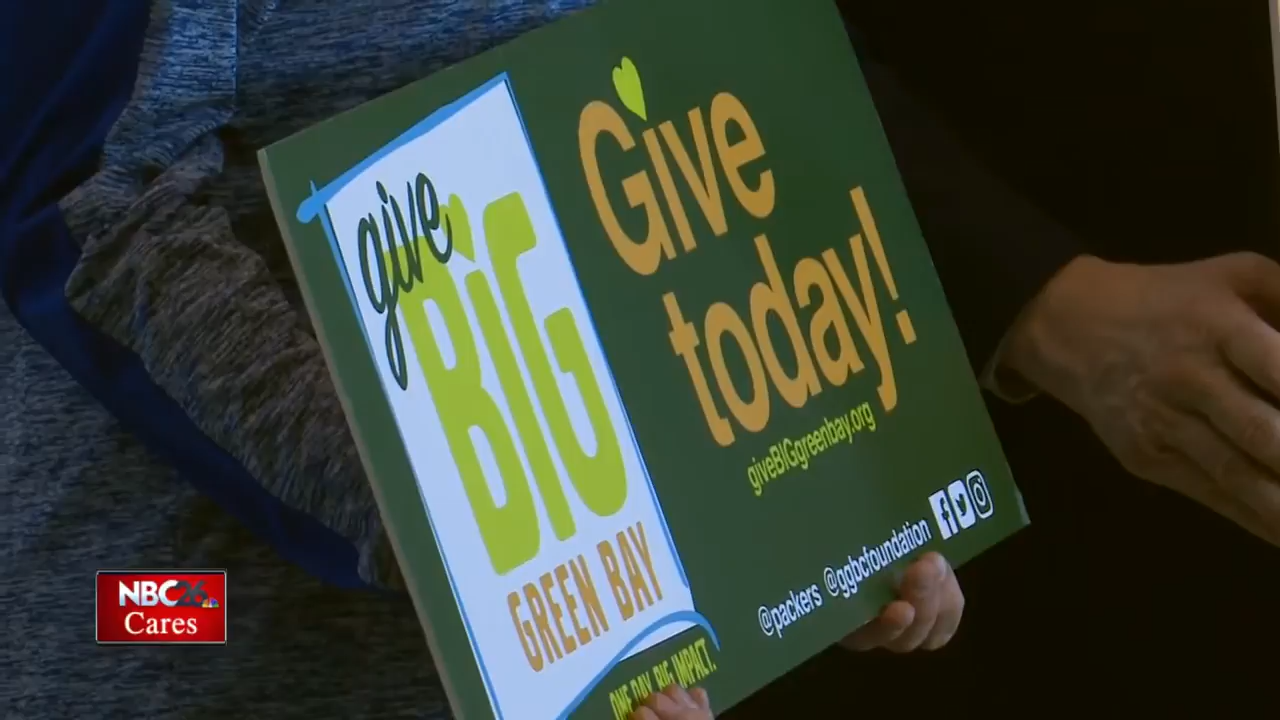 give
BiG
GREEN BAY
ONE DAY. BIG IMPACT.
Give
today!
giveBIGgreenbay.org
@packers @ggbcfoundation
NBC26
Cares